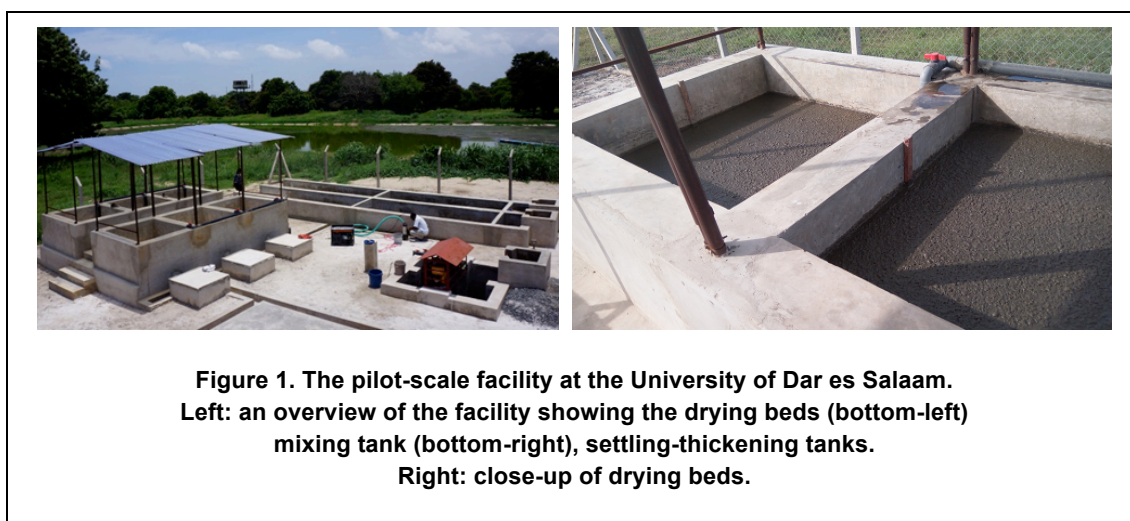 Figure 1. The pilot-scale facility at the University of Dar es Salaam.
Left: an overview of the facility showing the drying beds (bottom-left)
mixing tank (bottom-right), settling-thickening tanks.
Right: close-up of drying beds.